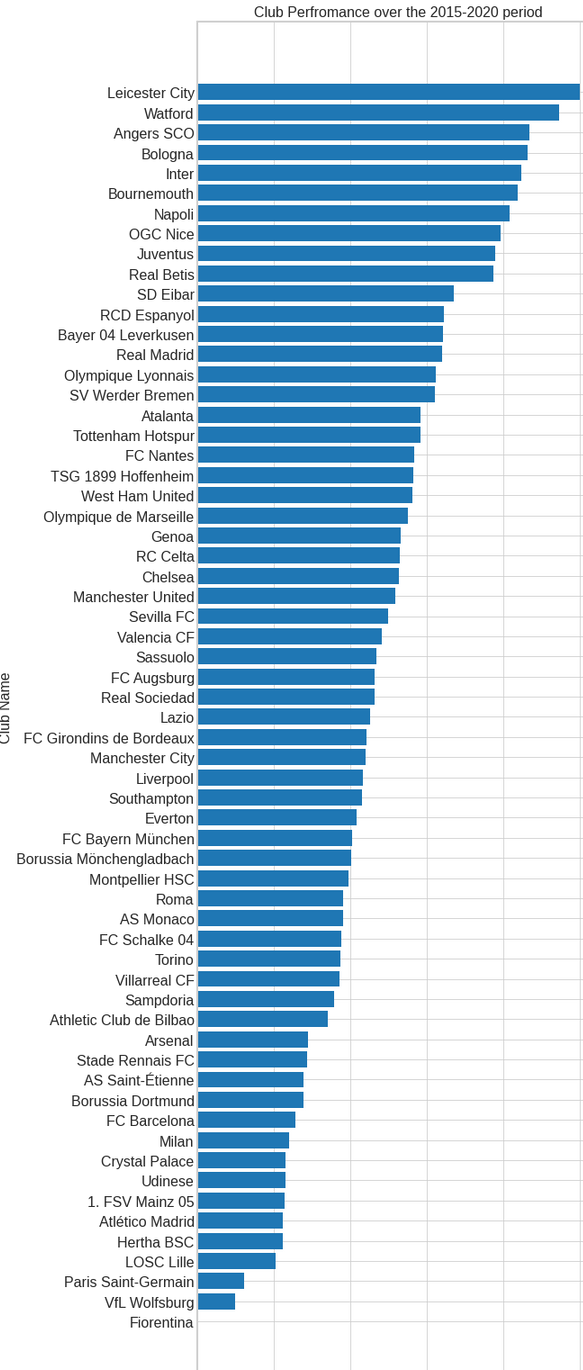 Club Perfromance over the 2015-2020 period
Leicester City
Watford
Angers SCO
Bologna
Inter
Bournemouth
Napoli
OGC Nice
Juventus
Real Betis
SD Eibar
RCD Espanyol
Bayer 04 Leverkusen
Real Madrid
Olympique Lyonnais
SV Werder Bremen
Atalanta
Tottenham Hotspur
FC Nantes
TSG 1899 Hoffenheim
West Ham United
Olympique de Marseille
Genoa
RC Celta
Chelsea
Manchester United
Sevilla FC
Valencia CF
Sassuolo
FC Augsburg
Real Sociedad
Lazio
FC Girondins de Bordeaux
Manchester City
Liverpool
Southampton
Everton
FC Bayern München
Borussia Mönchengladbach
Montpellier HSC
Roma
AS Monaco
FC Schalke 04
Torino
Villarreal CF
Sampdoria
Athletic Club de Bilbao
Arsenal
Stade Rennais FC
AS Saint-Étienne
Borussia Dortmund
FC Barcelona
Milan
Crystal Palace
Udinese
1. FSV Mainz 05
Atlético Madrid
Hertha BSC
LOSC Lille
Paris Saint-Germain
VfL Wolfsburg
Fiorentina
Club Name